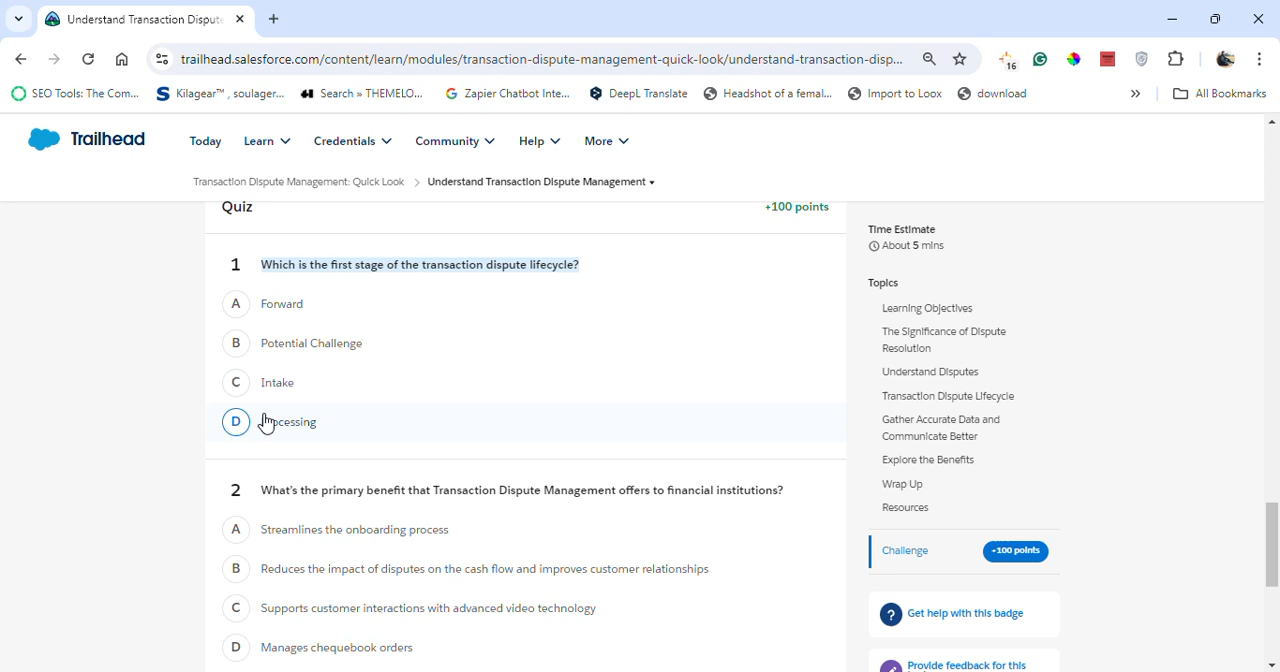 Understand Transaction Dispute
trailhead.salesforce.com/content/learn/modules/transaction-dispute-management-quick-look/understand-transaction-disp...
16
SEO Tools: The Com...
Kilagear™ , soulager...
Search » THEMELO...
Zapier Chatbot Inte...
DeepL Translate
Headshot of a femal...
Import to Loox
download
»
All Bookmarks
Trailhead
Today
Learn
Credentials
Community
Help
More
Transaction Dispute Management: Quick Look > Understand Transaction Dispute Management
Quiz
+100 points
1 Which is the first stage of the transaction dispute lifecycle?
A Forward
B Potential Challenge
C Intake
D ocessing
2 What's the primary benefit that Transaction Dispute Management offers to financial institutions?
A Streamlines the onboarding process
B Reduces the impact of disputes on the cash flow and improves customer relationships
C Supports customer interactions with advanced video technology
D Manages chequebook orders
Time Estimate
About 5 mins
Topics
Learning Objectives
The Significance of Dispute
Resolution
Understand Disputes
Transaction Dispute Lifecycle
Gather Accurate Data and
Communicate Better
Explore the Benefits
Wrap Up
Resources
Challenge
+100 points
? Get help with this badge
Provide feedback for this